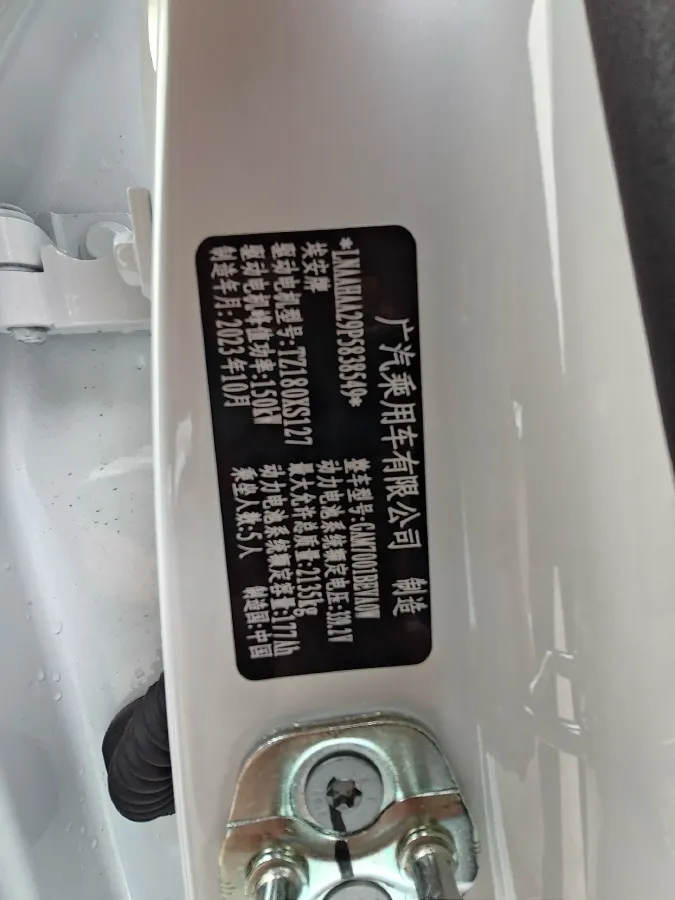 广汽乘用车有限公司 制造
*LNAAHAA29P5838549*
埃安牌 整车型号:GAM7001BEVA0W
驱动电机型号:TZ180XS127 动力电池系统额定电压:339.2V
驱动电机峰值功率:150kW 最大允许总质量:2135kg
制造年月:2023年10月 动力电池系统额定容量:177Ah
乘坐人数:5人 制造国:中国